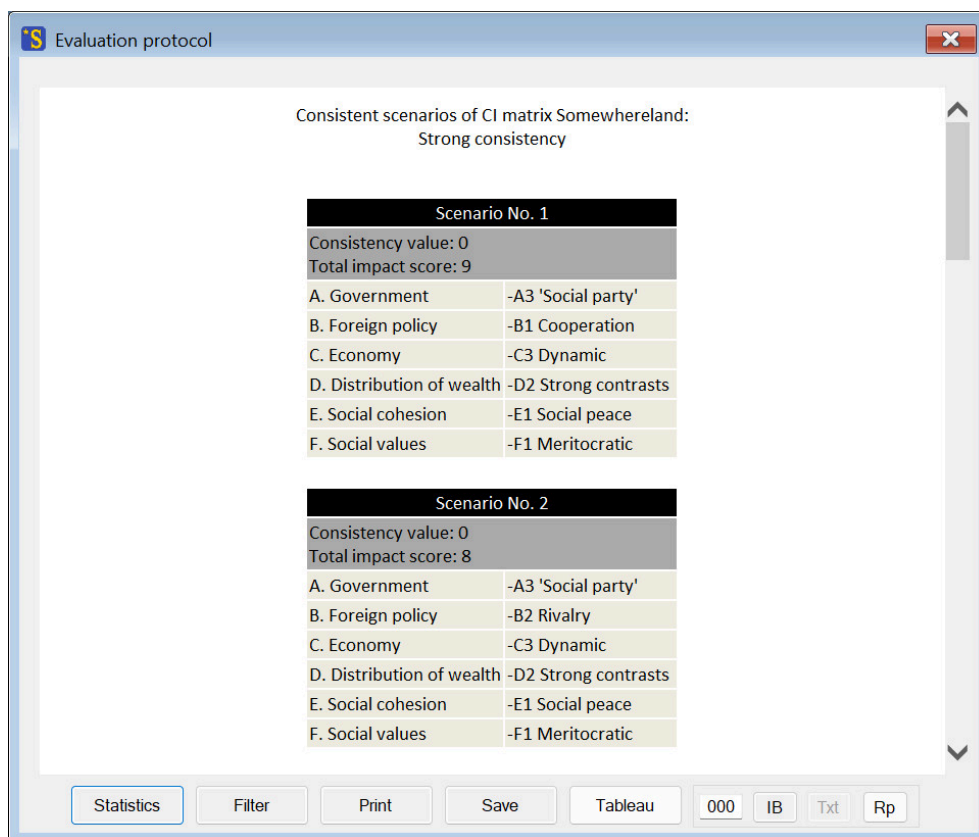 *S Evaluation protocol
Consistent scenarios of CI matrix Somewhereland:
Strong consistency
Scenario No. 1
Consistency value: 0
Total impact score: 9
A. Government -A3 'Social party'
B. Foreign policy -B1 Cooperation
C. Economy -C3 Dynamic
D. Distribution of wealth -D2 Strong contrasts
E. Social cohesion -E1 Social peace
F. Social values -F1 Meritocratic
Scenario No. 2
Consistency value: 0
Total impact score: 8
A. Government -A3 'Social party'
B. Foreign policy -B2 Rivalry
C. Economy -C3 Dynamic
D. Distribution of wealth -D2 Strong contrasts
E. Social cohesion -E1 Social peace
F. Social values -F1 Meritocratic
Statistics Filter Print Save Tableau 000 IB Txt Rp